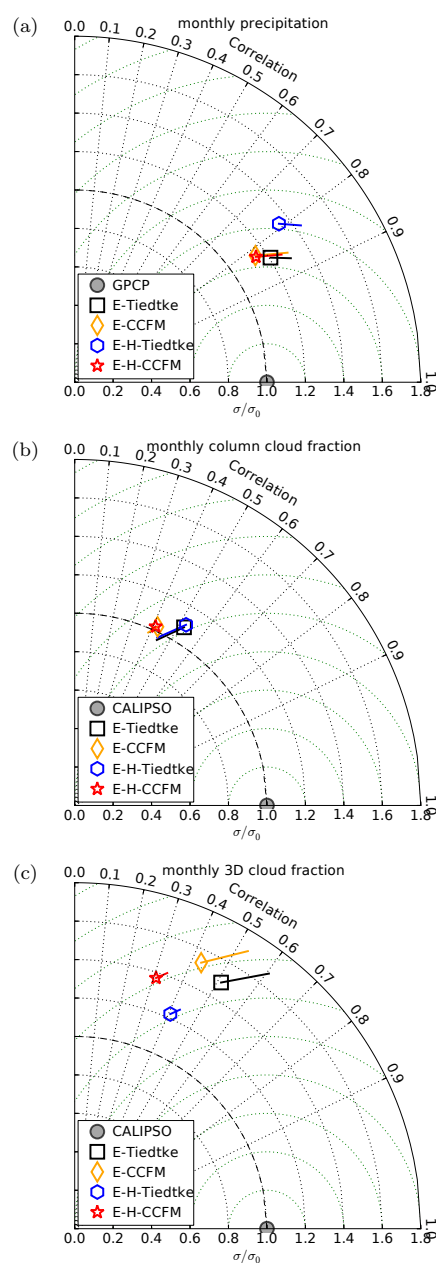 (a)
monthly precipitation
0.0 0.1 0.2 0.3 0.4 0.5 0.6 0.7 0.8 0.9 1.0
Correlation
GPCP
E-Tiedtke
E-CCFM
E-H-Tiedtke
E-H-CCFM
0.0 0.2 0.4 0.6 0.8 1.0 1.2 1.4 1.6 1.8
σ/σ₀
(b)
monthly column cloud fraction
0.0 0.1 0.2 0.3 0.4 0.5 0.6 0.7 0.8 0.9 1.0
Correlation
CALIPSO
E-Tiedtke
E-CCFM
E-H-Tiedtke
E-H-CCFM
0.0 0.2 0.4 0.6 0.8 1.0 1.2 1.4 1.6 1.8
σ/σ₀
(c)
monthly 3D cloud fraction
0.0 0.1 0.2 0.3 0.4 0.5 0.6 0.7 0.8 0.9 1.0
Correlation
CALIPSO
E-Tiedtke
E-CCFM
E-H-Tiedtke
E-H-CCFM
0.0 0.2 0.4 0.6 0.8 1.0 1.2 1.4 1.6 1.8
σ/σ₀